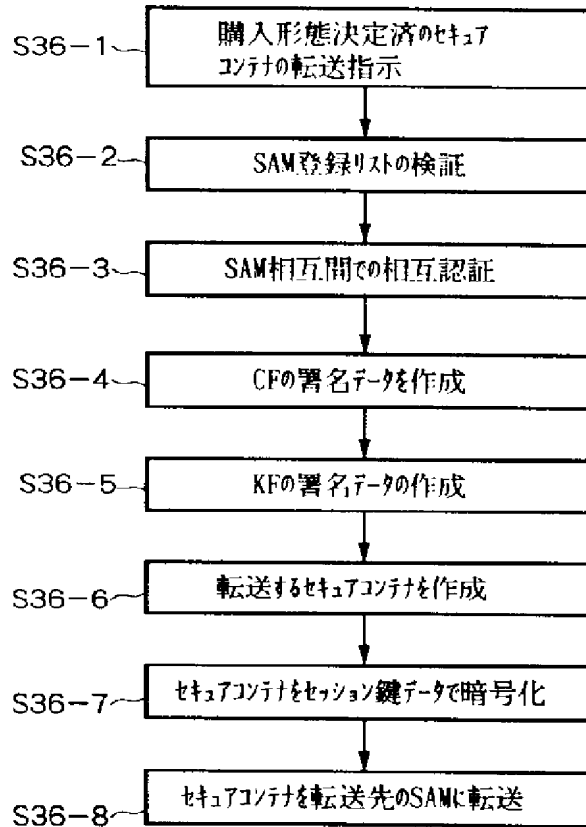 S36-1
購入形態決定済のセキュア
コンテナの転送指示
S36-2
SAM登録リストの検証
S36-3
SAM相互間での相互認証
S36-4
CFの署名データを作成
S36-5
KFの署名データの作成
S36-6
転送するセキュアコンテナを作成
S36-7
セキュアコンテナをセッション鍵データで暗号化
S36-8
セキュアコンテナを転送先のSAMに転送